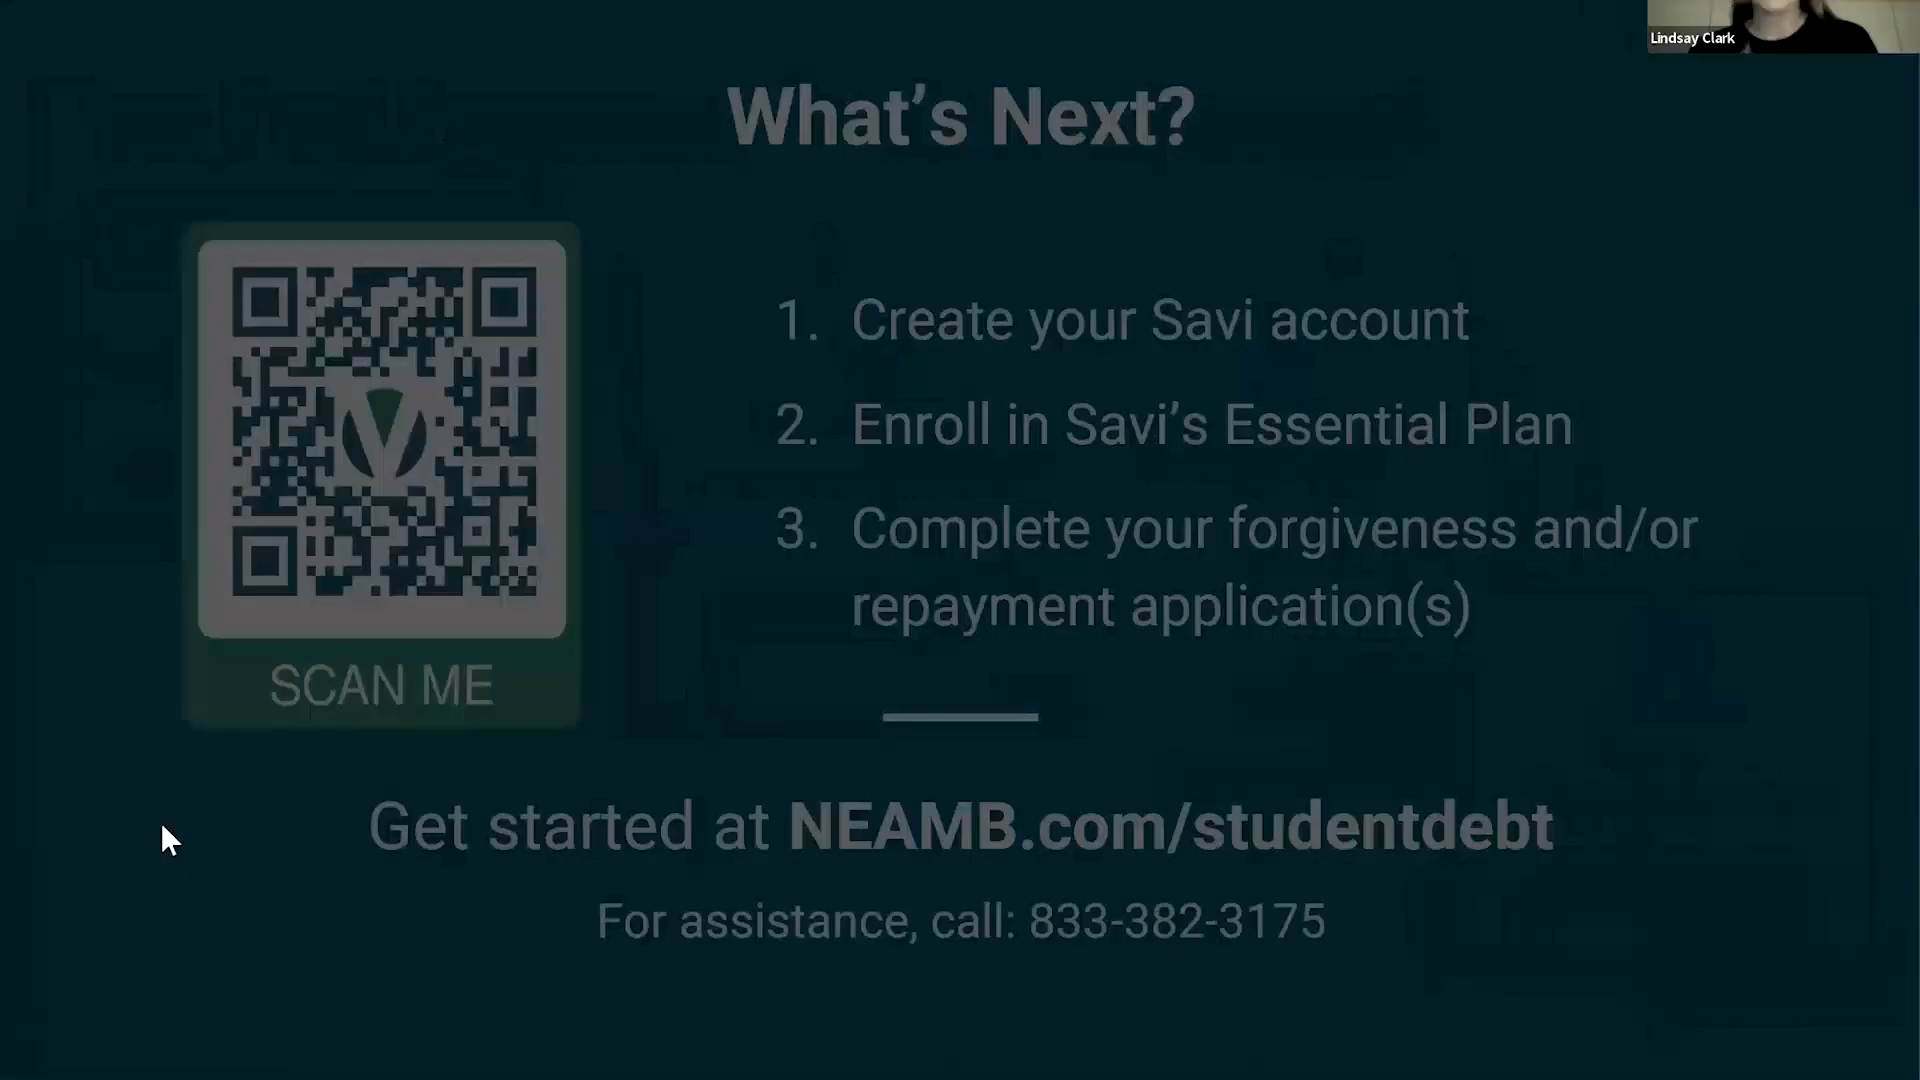 Lindsay Clark
What’s Next?
1. Create your Savi account
2. Enroll in Savi’s Essential Plan
3. Complete your forgiveness and/or
repayment application(s)
SCAN ME
Get started at NEAMB.com/studentdebt
For assistance, call: 833-382-3175